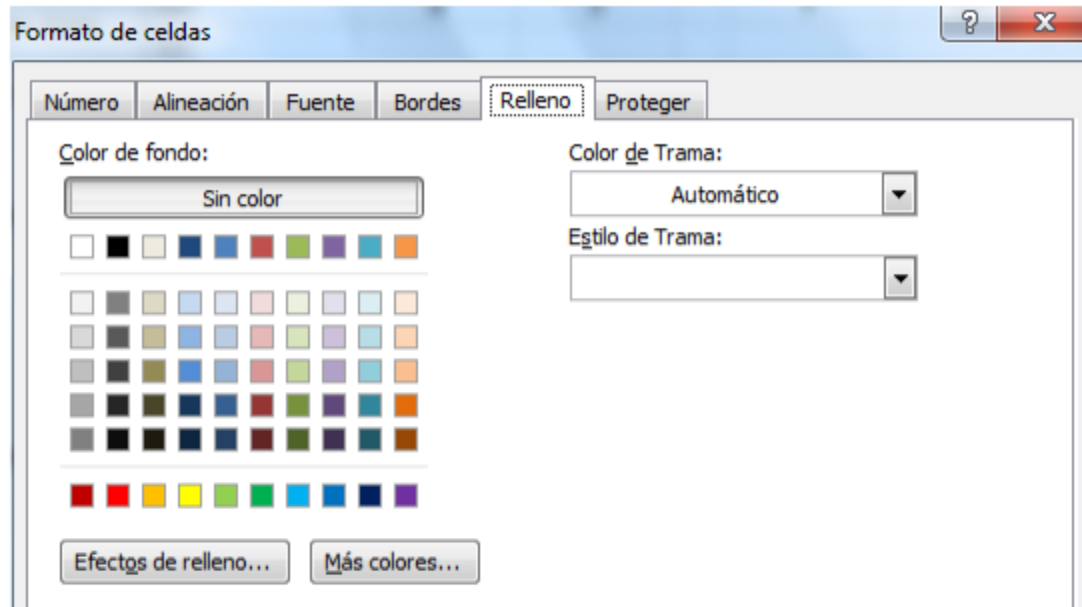 Formato de celdas
Número Alineación Fuente Bordes Relleno Proteger
Color de fondo:
Sin color
Color de Trama:
Automático
Estilo de Trama:
Efectos de relleno...
Más colores...